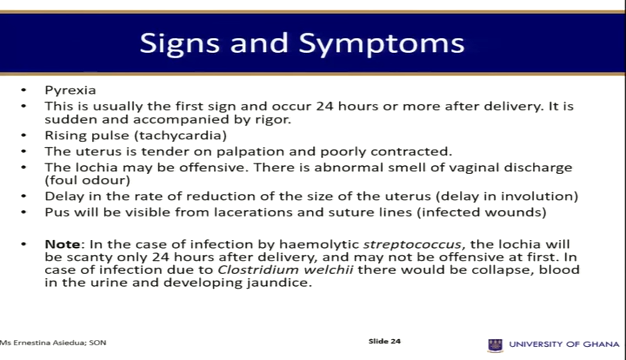 Signs and Symptoms
• Pyrexia
• This is usually the first sign and occur 24 hours or more after delivery. It is
sudden and accompanied by rigor.
• Rising pulse (tachycardia)
• The uterus is tender on palpation and poorly contracted.
• The lochia may be offensive. There is abnormal smell of vaginal discharge
(foul odour)
• Delay in the rate of reduction of the size of the uterus (delay in involution)
• Pus will be visible from lacerations and suture lines (infected wounds)
• Note: In the case of infection by haemolytic streptococcus, the lochia will
be scanty only 24 hours after delivery, and may not be offensive at first. In
case of infection due to Clostridium welchii there would be collapse, blood
in the urine and developing jaundice.
Ms Ernestina Asiedua; SON
Slide 24
UNIVERSITY OF GHANA